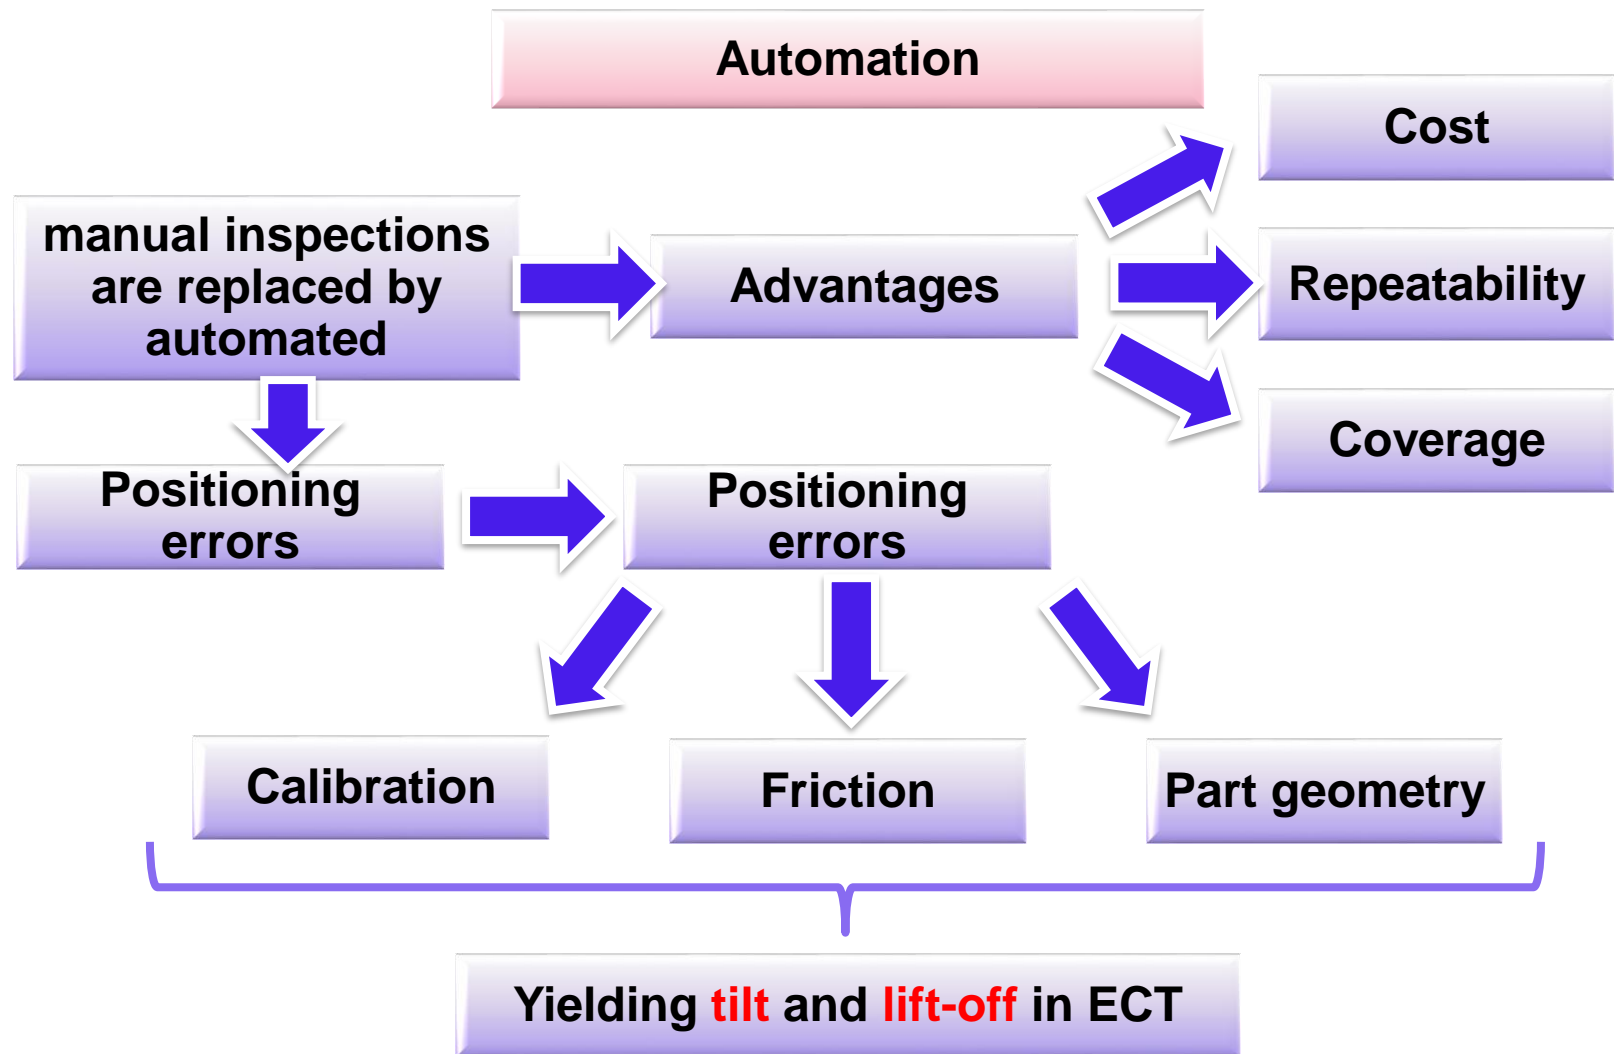 Automation
Cost
manual inspections
are replaced by
automated
Advantages
Repeatability
Coverage
Positioning
errors
Positioning
errors
Calibration
Friction
Part geometry
Yielding tilt and lift-off in ECT